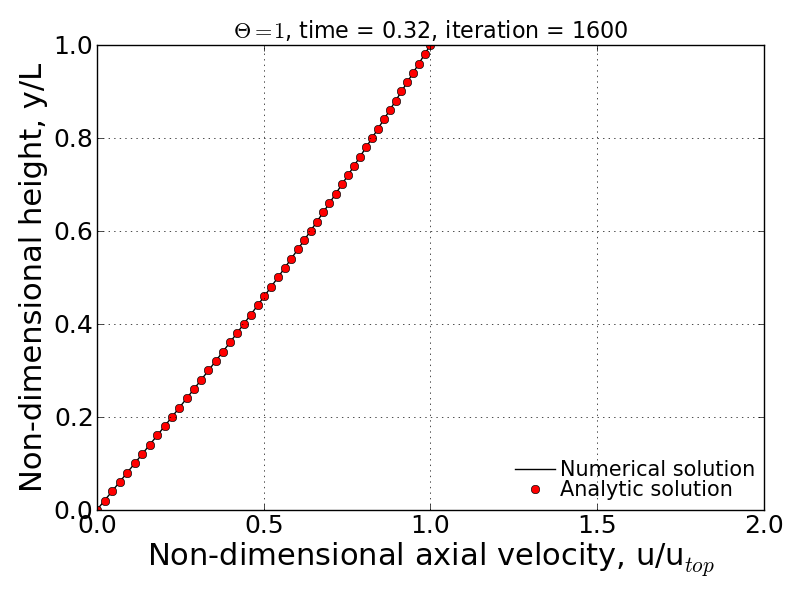 Θ=1, time = 0.32, iteration = 1600
Non-dimensional height, y/L
1.0
0.8
0.6
0.4
0.2
0.0
0.0 0.5 1.0 1.5 2.0
Numerical solution
Analytic solution
Non-dimensional axial velocity, u/u_top